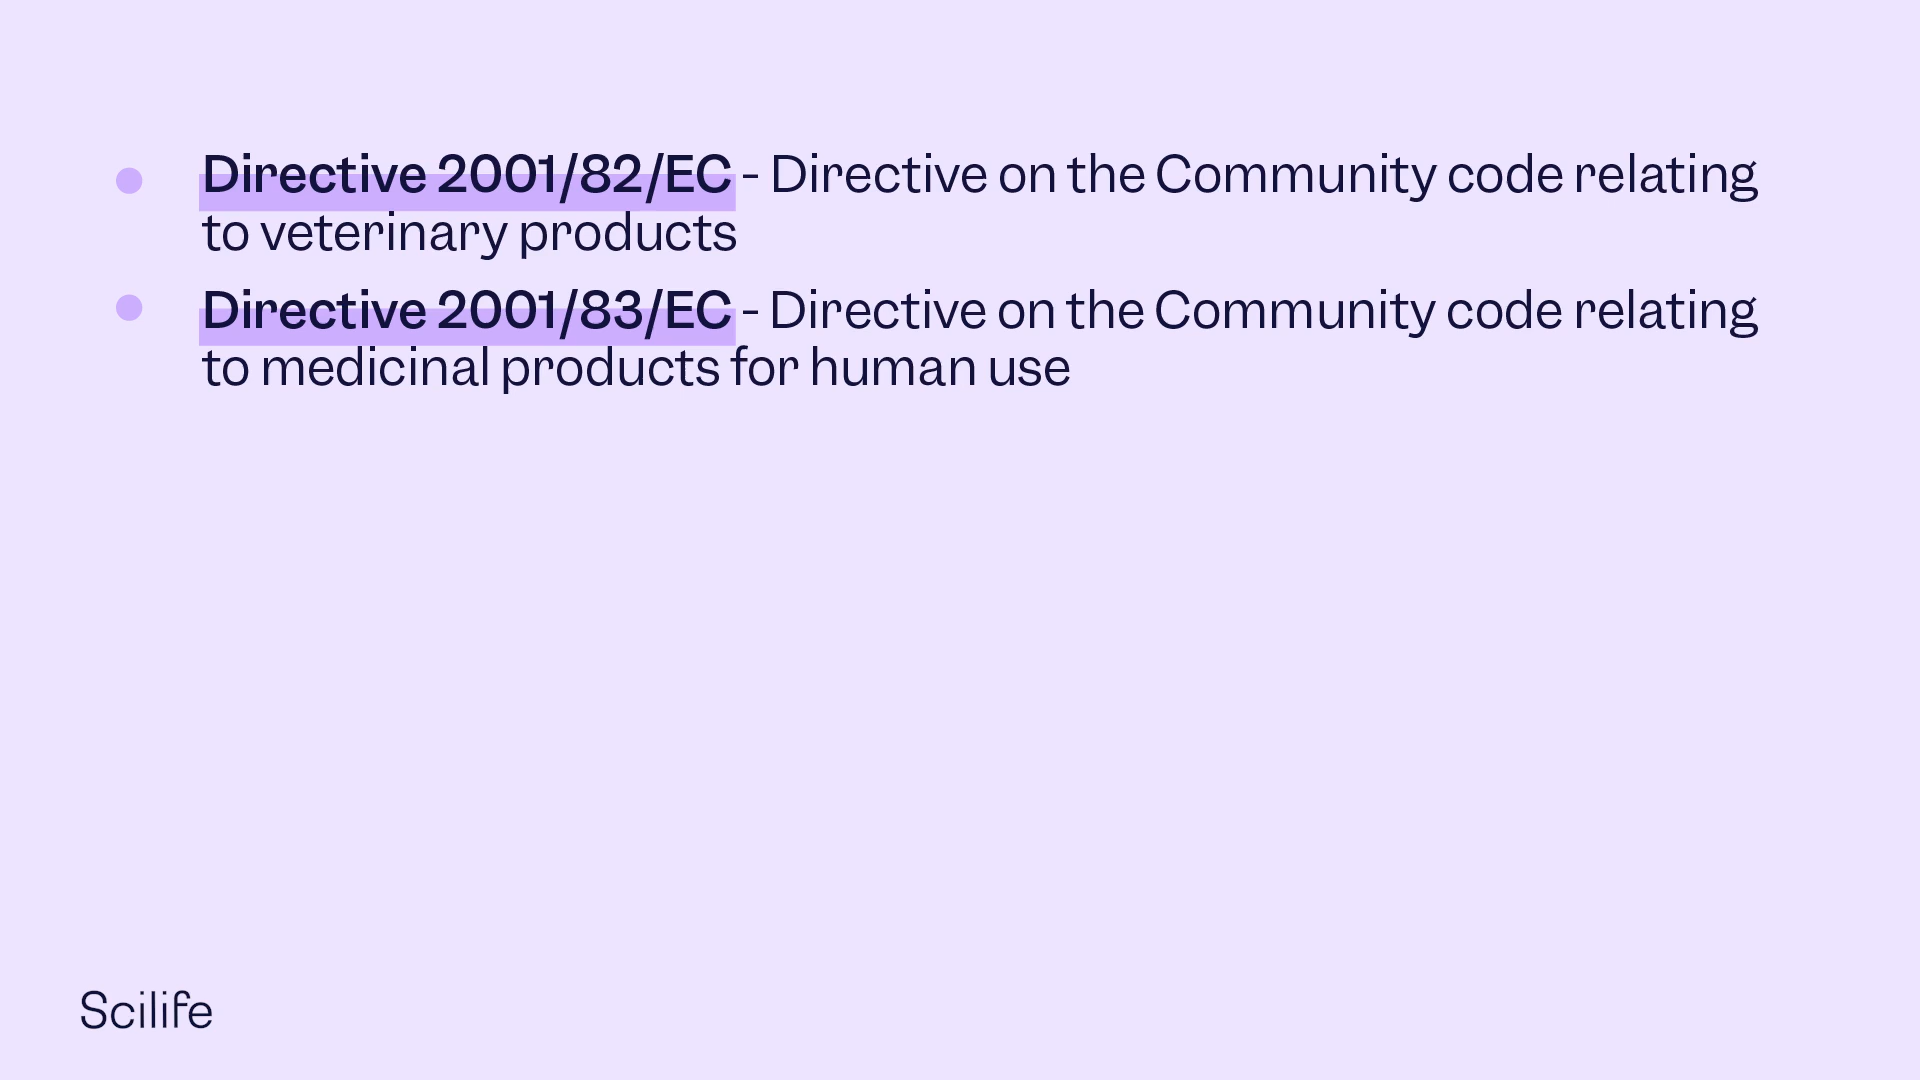 Directive 2001/82/EC - Directive on the Community code relating
to veterinary products
Directive 2001/83/EC - Directive on the Community code relating
to medicinal products for human use
Scilife